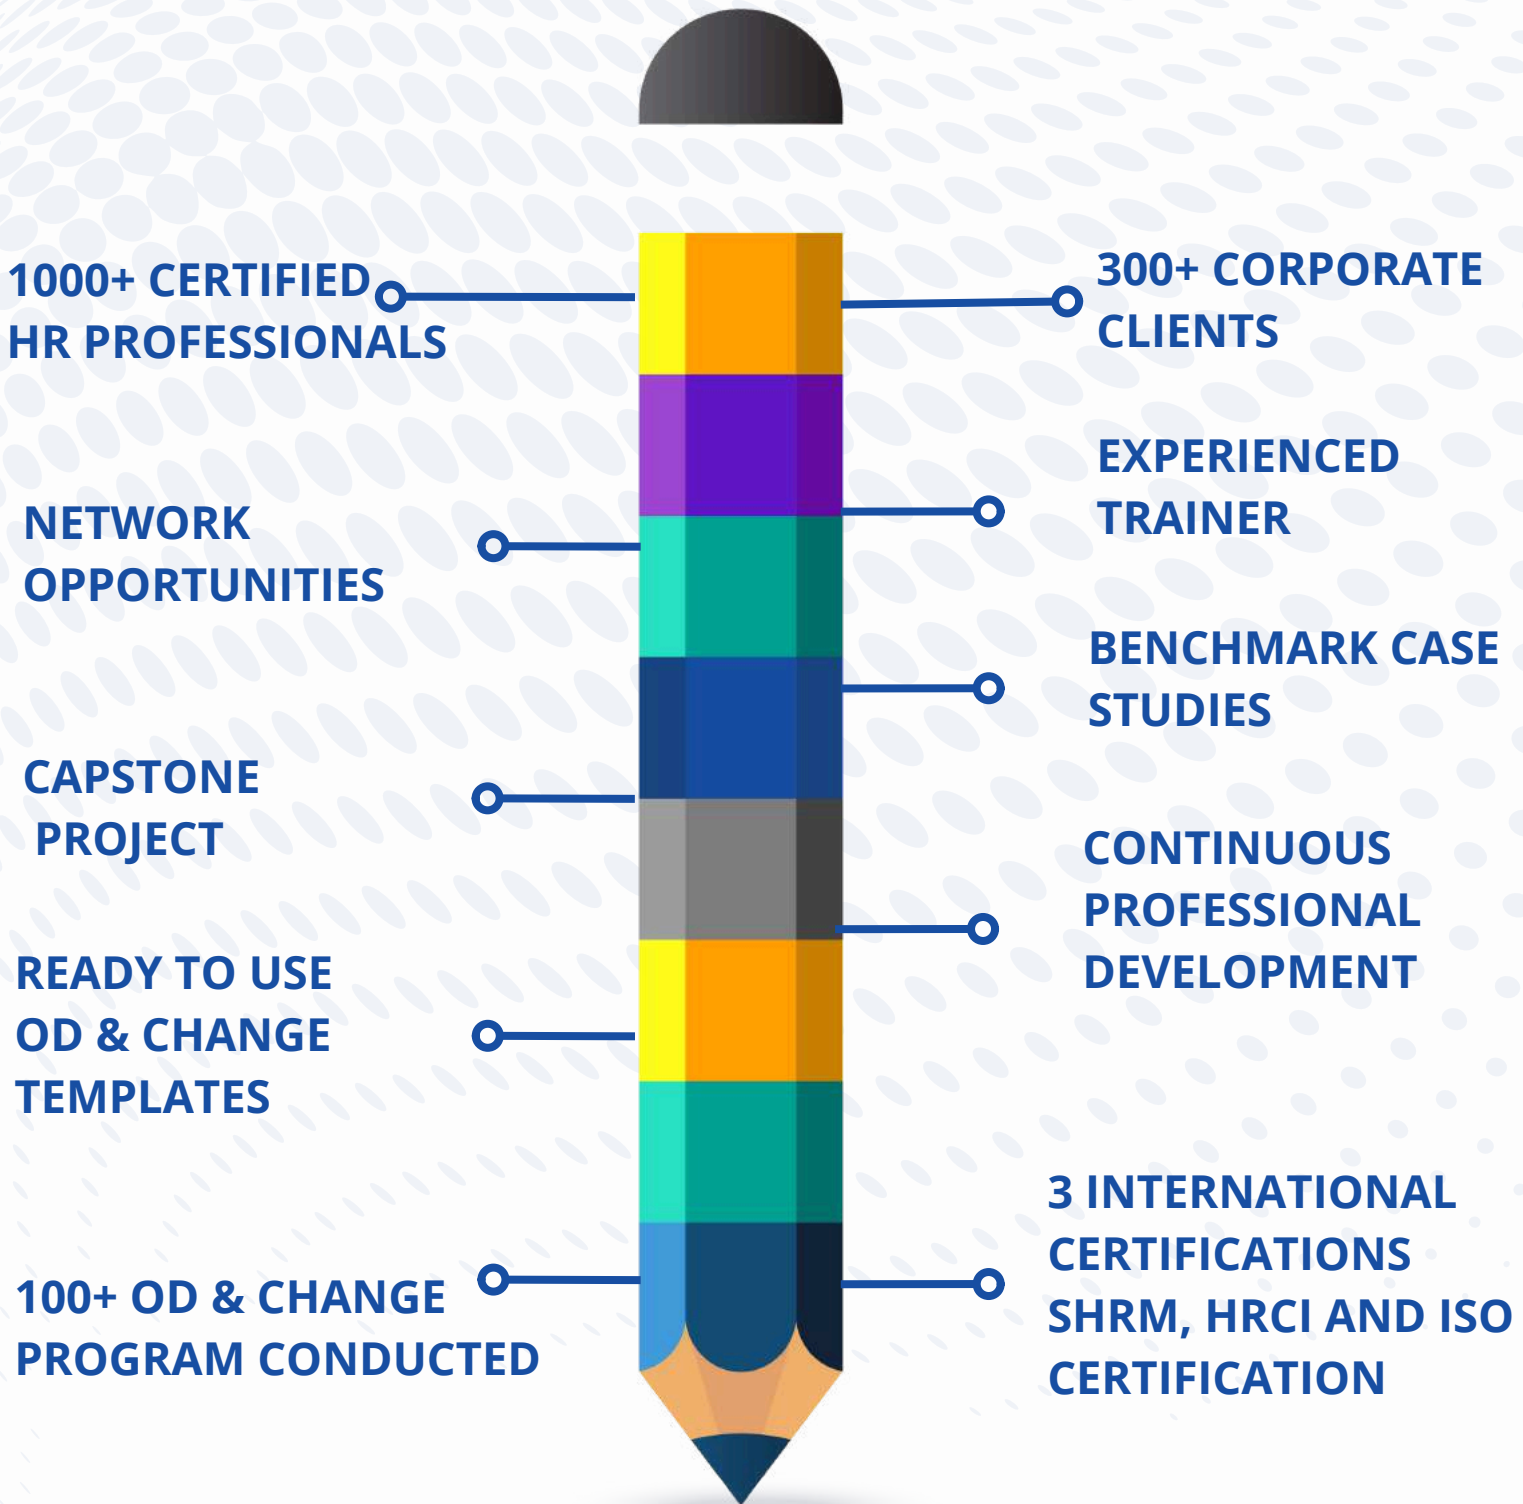 1000+ CERTIFIED
HR PROFESSIONALS
NETWORK
OPPORTUNITIES
CAPSTONE
PROJECT
READY TO USE
OD & CHANGE
TEMPLATES
100+ OD & CHANGE
PROGRAM CONDUCTED
300+ CORPORATE
CLIENTS
EXPERIENCED
TRAINER
BENCHMARK CASE
STUDIES
CONTINUOUS
PROFESSIONAL
DEVELOPMENT
3 INTERNATIONAL
CERTIFICATIONS
SHRM, HRCI AND ISO
CERTIFICATION